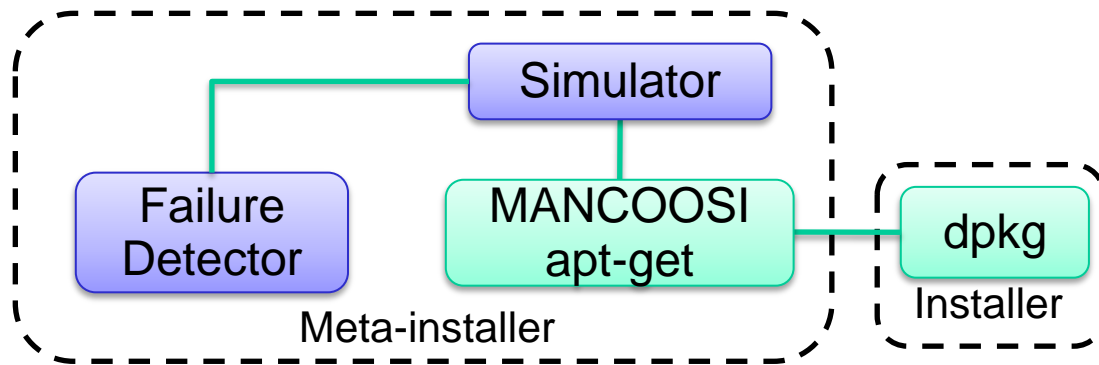 Simulator
Failure
Detector
MANCOOSI
apt-get
dpkg
Installer
Meta-installer